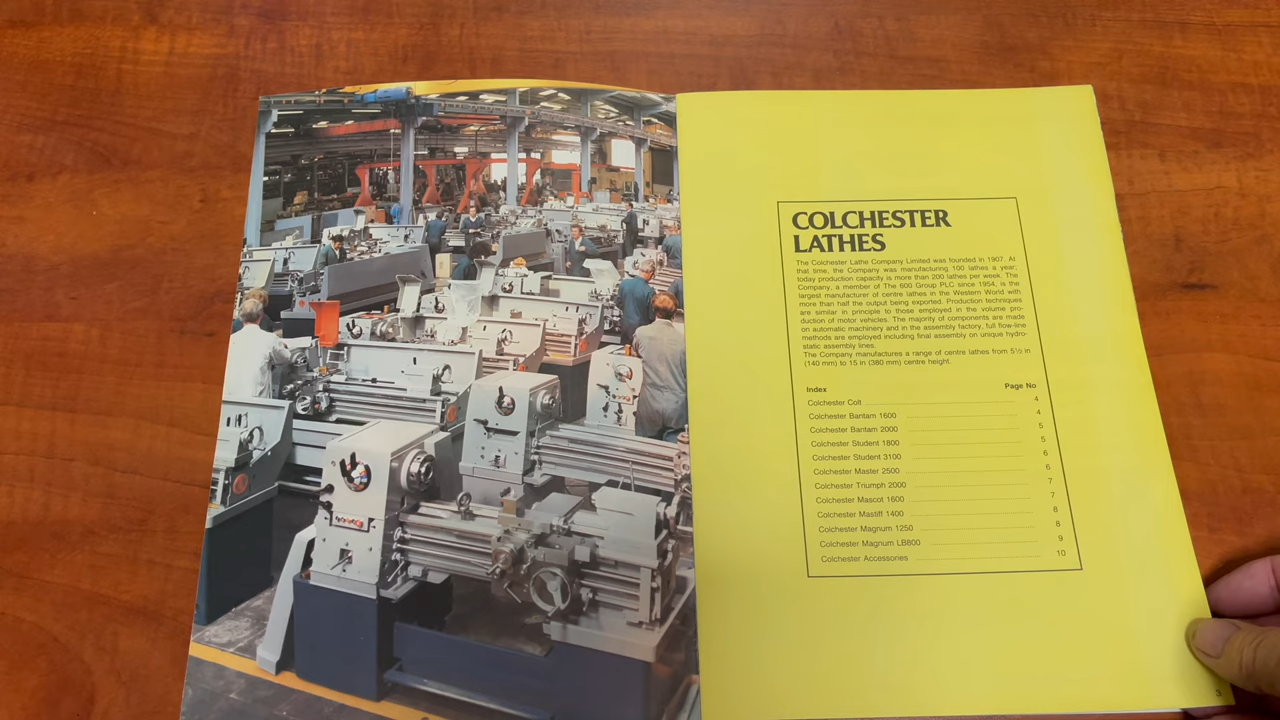 COLCHESTER
LATHES
The Colchester Lathe Company Limited was founded in 1907. At
that time, the Company was manufacturing 100 lathes a year;
today production capacity is more than 200 lathes per week. The
Company, a member of The 600 Group PLC since 1954, is the
largest manufacturer of centre lathes in the Western World with
more than half the output being exported. Production techniques
are similar in principle to those employed in the volume pro-
duction of motor vehicles. The majority of components are made
on automatic machinery and in the assembly factory, full flow-line
methods are employed including final assembly on unique hydro-
static assembly lines.
The Company manufactures a range of centre lathes from 5½ in
(140 mm) to 15 in (380 mm) centre height.
Index Page No
Colchester Colt 4
Colchester Bantam 1600 4
Colchester Bantam 2000 5
Colchester Student 1800 5
Colchester Student 3100 6
Colchester Master 2500 6
Colchester Triumph 2000 7
Colchester Mascot 1600 7
Colchester Mastiff 1400 8
Colchester Magnum 1250 8
Colchester Magnum LB800 9
Colchester Accessories 10
3